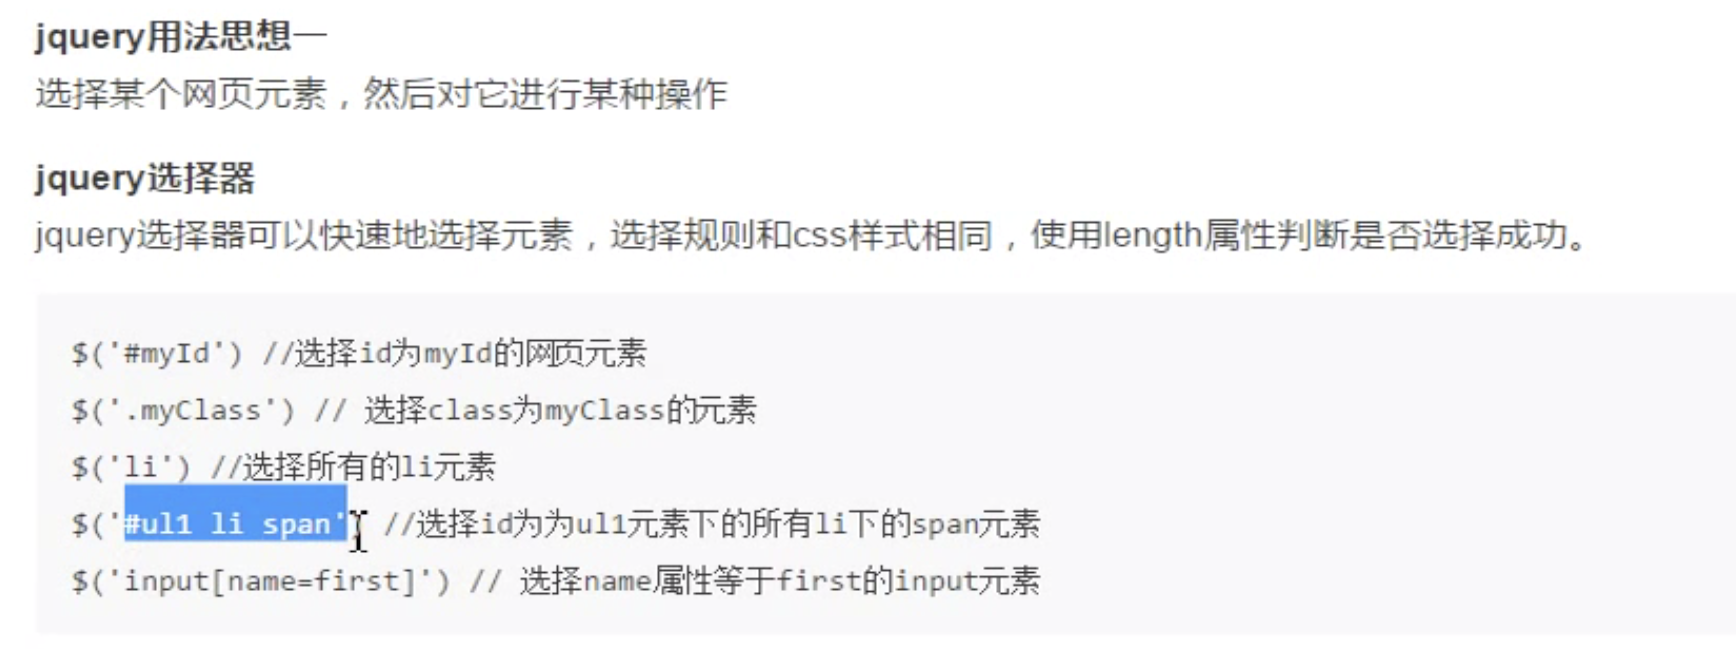 jquery用法思想一
选择某个网页元素，然后对它进行某种操作
jquery选择器
jquery选择器可以快速地选择元素，选择规则和css样式相同，使用length属性判断是否选择成功。
$('#myId') //选择id为myId的网页元素
$('.myClass') // 选择class为myClass的元素
$('li') //选择所有的li元素
$('#ul1 li span') //选择id为为ul1元素下的所有li下的span元素
$('input[name=first]') // 选择name属性等于first的input元素